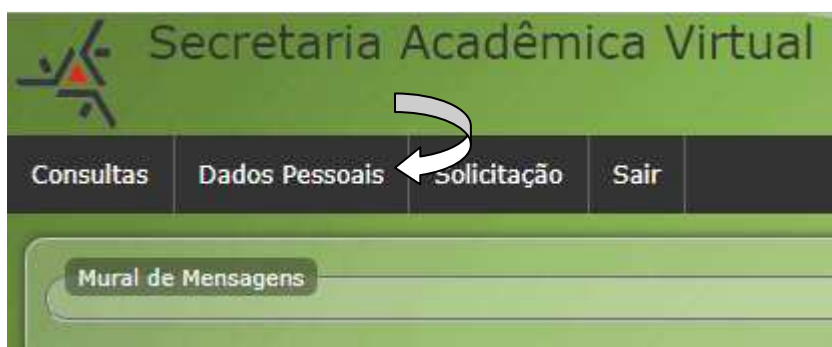 Secretaria Acadêmica Virtual
Consultas Dados Pessoais Solicitação Sair
Mural de Mensagens